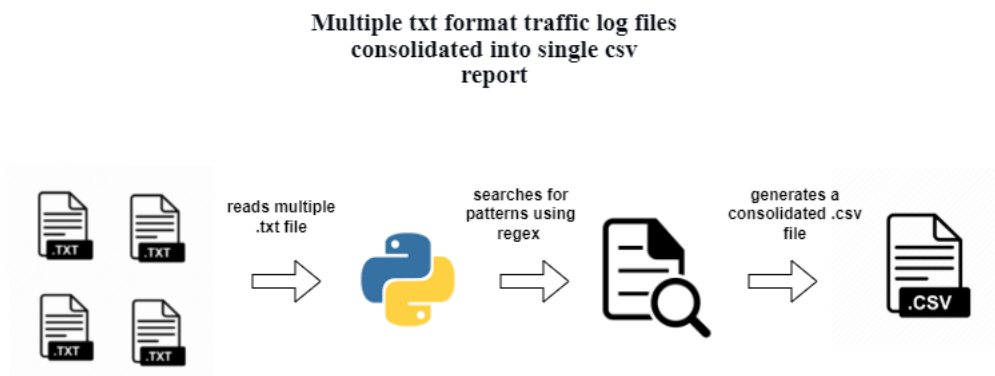 Multiple txt format traffic log files
consolidated into single csv
report
reads multiple
.txt file
searches for
patterns using
regex
generates a
consolidated .csv
file
.TXT
.TXT
.TXT
.TXT
.CSV